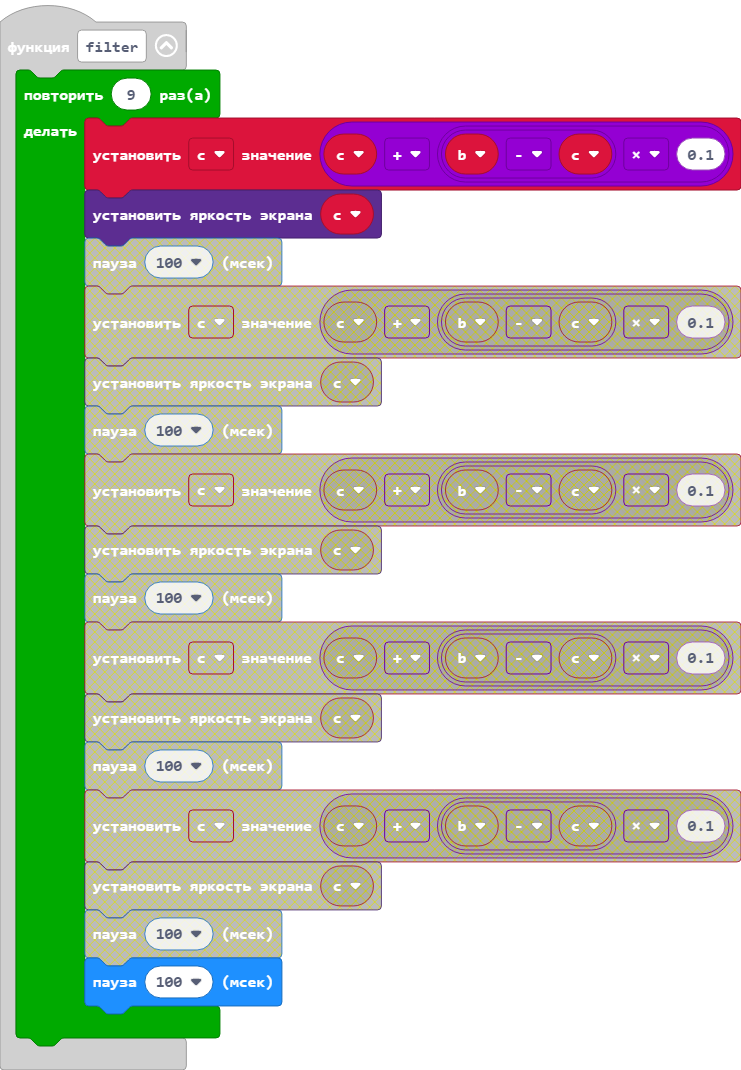 функция filter
повторить 9 раз(а)
делать
установить c значение c + b - c × 0.1
установить яркость экрана c
пауза 100 (мсек)
установить c значение c + b - c × 0.1
установить яркость экрана c
пауза 100 (мсек)
установить c значение c + b - c × 0.1
установить яркость экрана c
пауза 100 (мсек)
установить c значение c + b - c × 0.1
установить яркость экрана c
пауза 100 (мсек)
установить c значение c + b - c × 0.1
установить яркость экрана c
пауза 100 (мсек)
пауза 100 (мсек)